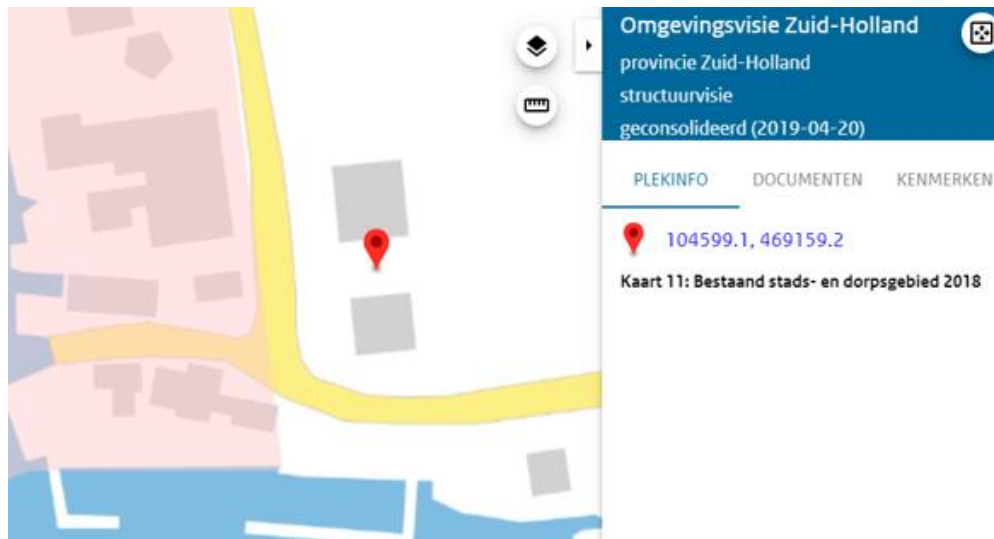 Omgevingsvisie Zuid-Holland
provincie Zuid-Holland
structuurvisie
geconsolideerd (2019-04-20)
PLEKINFO DOCUMENTEN KENMERKEN
104599.1, 469159.2
Kaart 11: Bestaand stads- en dorpsgebied 2018